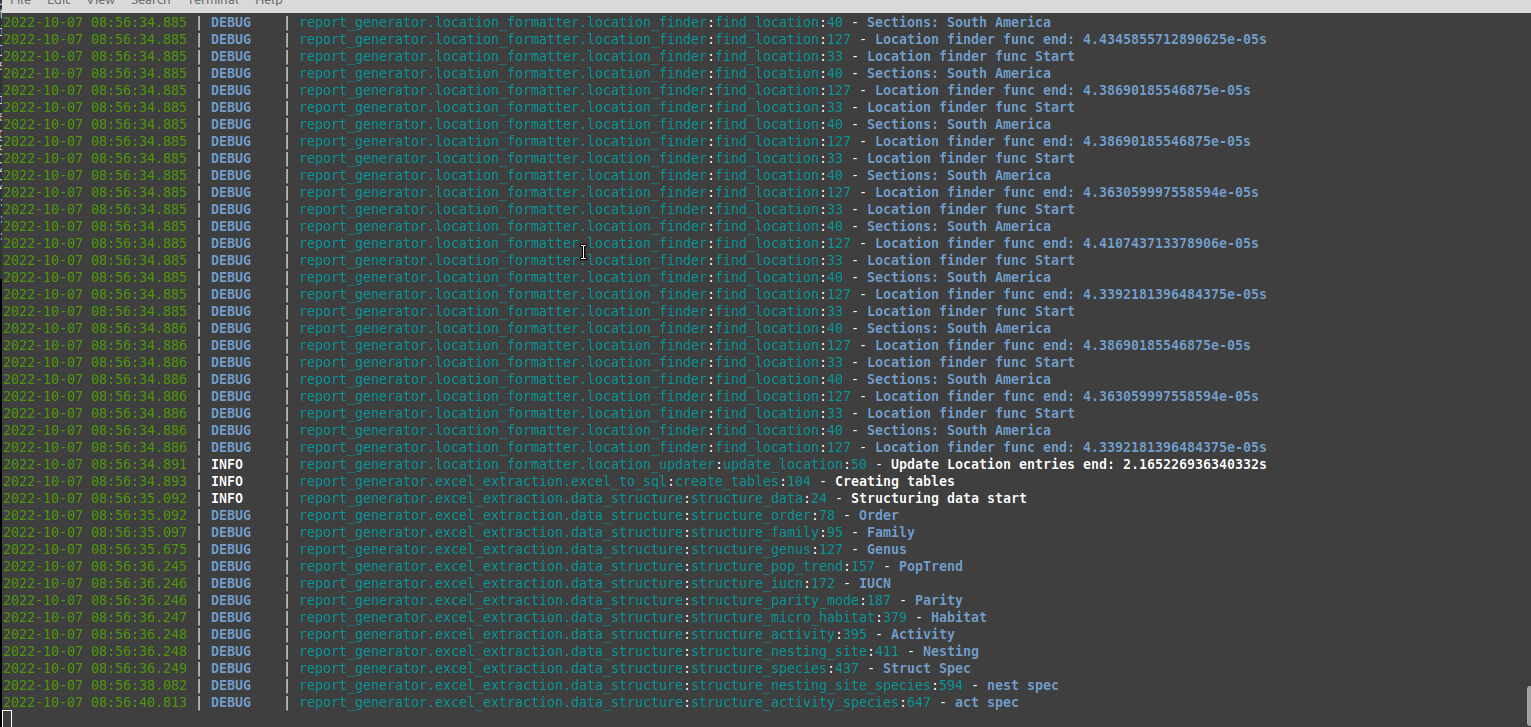 File Edit View Search Terminal Help
2022-10-07 08:56:34.885 | DEBUG | report_generator.location_formatter.location_finder:find_location:40 - Sections: South America
2022-10-07 08:56:34.885 | DEBUG | report_generator.location_formatter.location_finder:find_location:127 - Location finder func end: 4.4345855712890625e-05s
2022-10-07 08:56:34.885 | DEBUG | report_generator.location_formatter.location_finder:find_location:33 - Location finder func Start
2022-10-07 08:56:34.885 | DEBUG | report_generator.location_formatter.location_finder:find_location:40 - Sections: South America
2022-10-07 08:56:34.885 | DEBUG | report_generator.location_formatter.location_finder:find_location:127 - Location finder func end: 4.38690185546875e-05s
2022-10-07 08:56:34.885 | DEBUG | report_generator.location_formatter.location_finder:find_location:33 - Location finder func Start
2022-10-07 08:56:34.885 | DEBUG | report_generator.location_formatter.location_finder:find_location:40 - Sections: South America
2022-10-07 08:56:34.885 | DEBUG | report_generator.location_formatter.location_finder:find_location:127 - Location finder func end: 4.38690185546875e-05s
2022-10-07 08:56:34.885 | DEBUG | report_generator.location_formatter.location_finder:find_location:33 - Location finder func Start
2022-10-07 08:56:34.885 | DEBUG | report_generator.location_formatter.location_finder:find_location:40 - Sections: South America
2022-10-07 08:56:34.885 | DEBUG | report_generator.location_formatter.location_finder:find_location:127 - Location finder func end: 4.363059997558594e-05s
2022-10-07 08:56:34.885 | DEBUG | report_generator.location_formatter.location_finder:find_location:33 - Location finder func Start
2022-10-07 08:56:34.885 | DEBUG | report_generator.location_formatter.location_finder:find_location:40 - Sections: South America
2022-10-07 08:56:34.885 | DEBUG | report_generator.location_formatter.location_finder:find_location:127 - Location finder func end: 4.410743713378906e-05s
2022-10-07 08:56:34.885 | DEBUG | report_generator.location_formatter.location_finder:find_location:33 - Location finder func Start
2022-10-07 08:56:34.885 | DEBUG | report_generator.location_formatter.location_finder:find_location:40 - Sections: South America
2022-10-07 08:56:34.885 | DEBUG | report_generator.location_formatter.location_finder:find_location:127 - Location finder func end: 4.3392181396484375e-05s
2022-10-07 08:56:34.885 | DEBUG | report_generator.location_formatter.location_finder:find_location:33 - Location finder func Start
2022-10-07 08:56:34.886 | DEBUG | report_generator.location_formatter.location_finder:find_location:40 - Sections: South America
2022-10-07 08:56:34.886 | DEBUG | report_generator.location_formatter.location_finder:find_location:127 - Location finder func end: 4.38690185546875e-05s
2022-10-07 08:56:34.886 | DEBUG | report_generator.location_formatter.location_finder:find_location:33 - Location finder func Start
2022-10-07 08:56:34.886 | DEBUG | report_generator.location_formatter.location_finder:find_location:40 - Sections: South America
2022-10-07 08:56:34.886 | DEBUG | report_generator.location_formatter.location_finder:find_location:127 - Location finder func end: 4.363059997558594e-05s
2022-10-07 08:56:34.886 | DEBUG | report_generator.location_formatter.location_finder:find_location:33 - Location finder func Start
2022-10-07 08:56:34.886 | DEBUG | report_generator.location_formatter.location_finder:find_location:40 - Sections: South America
2022-10-07 08:56:34.886 | DEBUG | report_generator.location_formatter.location_finder:find_location:127 - Location finder func end: 4.3392181396484375e-05s
2022-10-07 08:56:34.891 | INFO | report_generator.location_formatter.location_updater:update_location:50 - Update Location entries end: 2.165226936340332s
2022-10-07 08:56:34.893 | INFO | report_generator.excel_extraction.excel_to_sql:create_tables:104 - Creating tables
2022-10-07 08:56:35.092 | INFO | report_generator.excel_extraction.data_structure:structure_data:24 - Structuring data start
2022-10-07 08:56:35.092 | DEBUG | report_generator.excel_extraction.data_structure:structure_order:78 - Order
2022-10-07 08:56:35.097 | DEBUG | report_generator.excel_extraction.data_structure:structure_family:95 - Family
2022-10-07 08:56:35.675 | DEBUG | report_generator.excel_extraction.data_structure:structure_genus:127 - Genus
2022-10-07 08:56:36.245 | DEBUG | report_generator.excel_extraction.data_structure:structure_pop_trend:157 - PopTrend
2022-10-07 08:56:36.246 | DEBUG | report_generator.excel_extraction.data_structure:structure_iucn:172 - IUCN
2022-10-07 08:56:36.246 | DEBUG | report_generator.excel_extraction.data_structure:structure_parity_mode:187 - Parity
2022-10-07 08:56:36.247 | DEBUG | report_generator.excel_extraction.data_structure:structure_micro_habitat:379 - Habitat
2022-10-07 08:56:36.248 | DEBUG | report_generator.excel_extraction.data_structure:structure_activity:395 - Activity
2022-10-07 08:56:36.248 | DEBUG | report_generator.excel_extraction.data_structure:structure_nesting_site:411 - Nesting
2022-10-07 08:56:36.249 | DEBUG | report_generator.excel_extraction.data_structure:structure_species:437 - Struct Spec
2022-10-07 08:56:38.082 | DEBUG | report_generator.excel_extraction.data_structure:structure_nesting_site_species:594 - nest spec
2022-10-07 08:56:40.813 | DEBUG | report_generator.excel_extraction.data_structure:structure_activity_species:647 - act spec